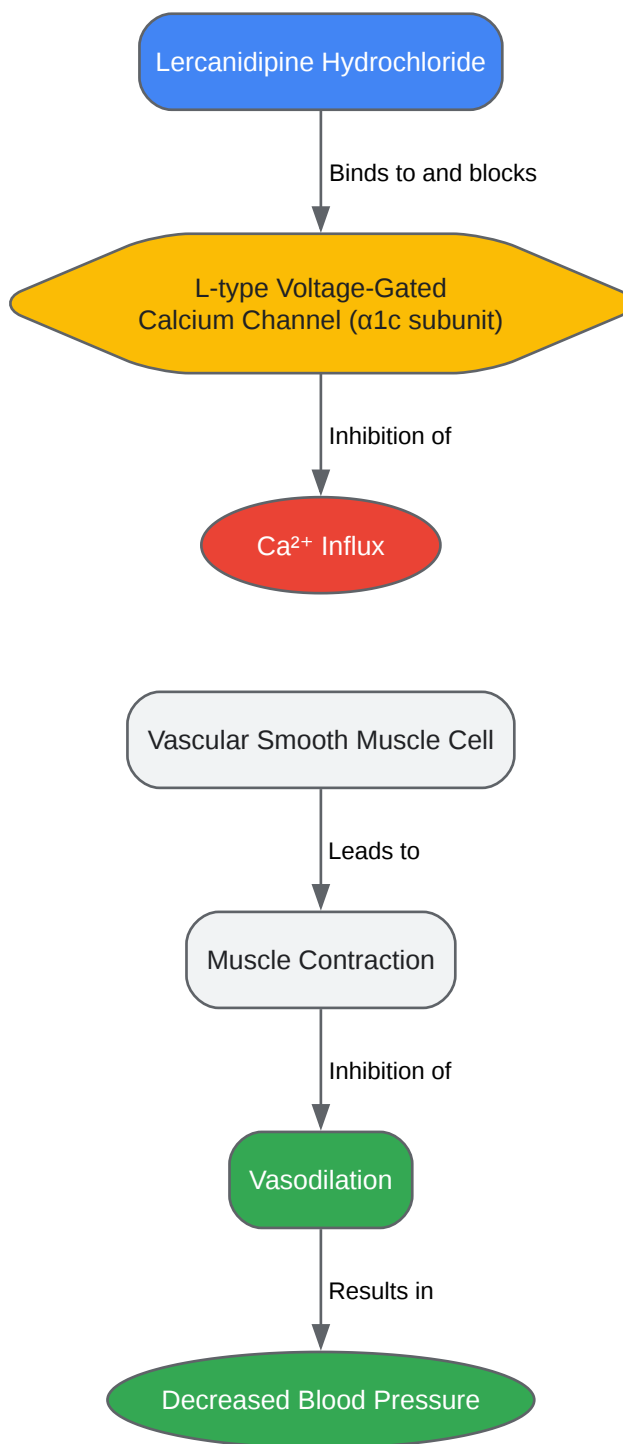 Lercanidipine Hydrochloride
Binds to and blocks
L-type Voltage-Gated
Calcium Channel (α1c subunit)
Inhibition of
Ca²⁺ Influx
Vascular Smooth Muscle Cell
Leads to
Muscle Contraction
Inhibition of
Vasodilation
Results in
Decreased Blood Pressure